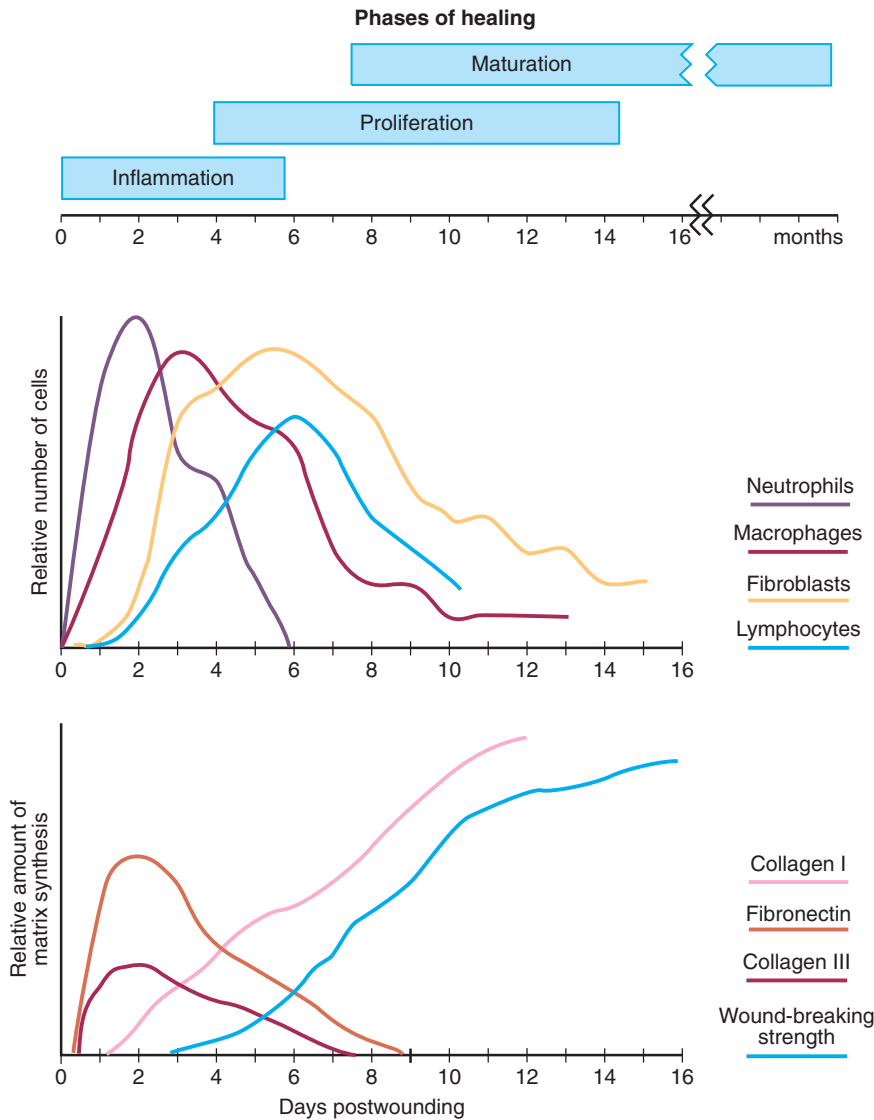 Phases of healing
Maturation
Proliferation
Inflammation
0 2 4 6 8 10 12 14 16 months
Relative number of cells
Neutrophils
Macrophages
Fibroblasts
Lymphocytes
0 2 4 6 8 10 12 14 16
Relative amount of
matrix synthesis
Collagen I
Fibronectin
Collagen III
Wound-breaking
strength
0 2 4 6 8 10 12 14 16
Days postwounding